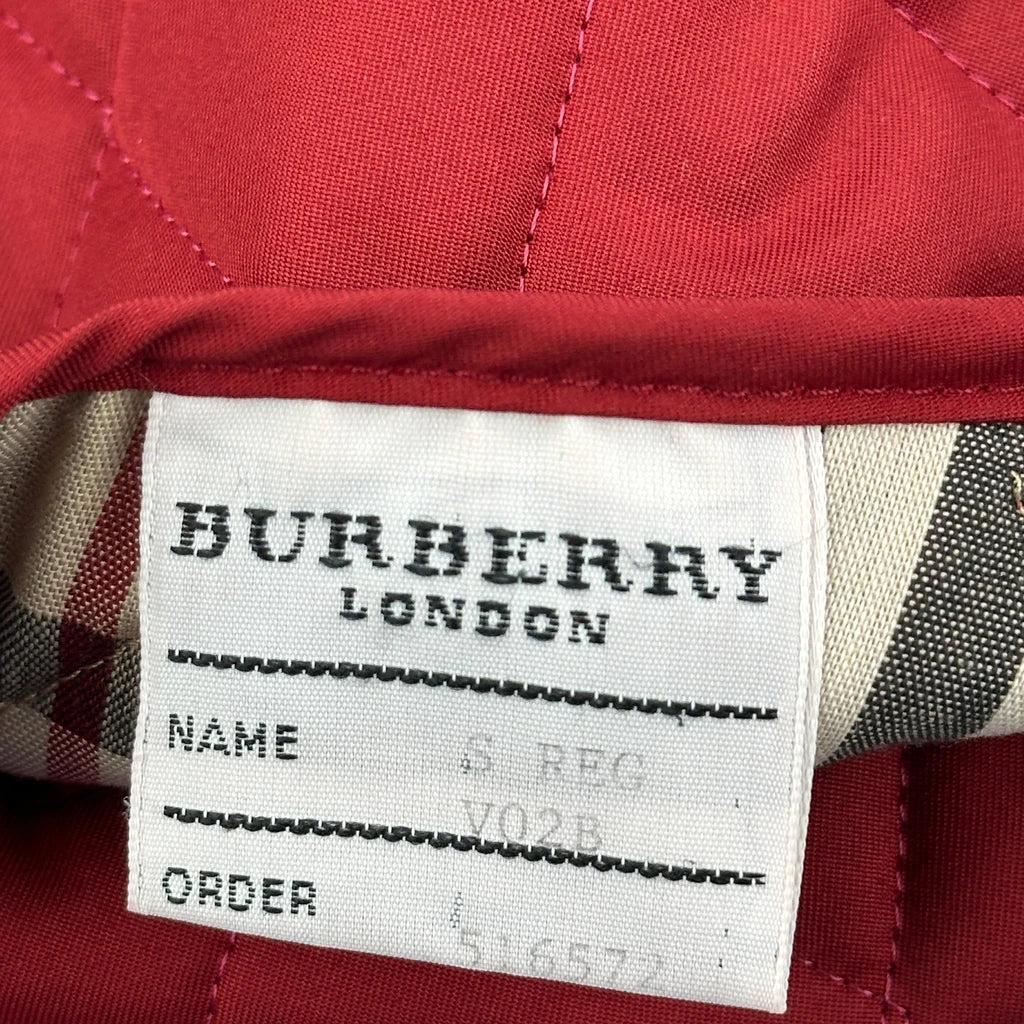 BURBERRY
LONDON
NAME S REG
V02B
ORDER
516572